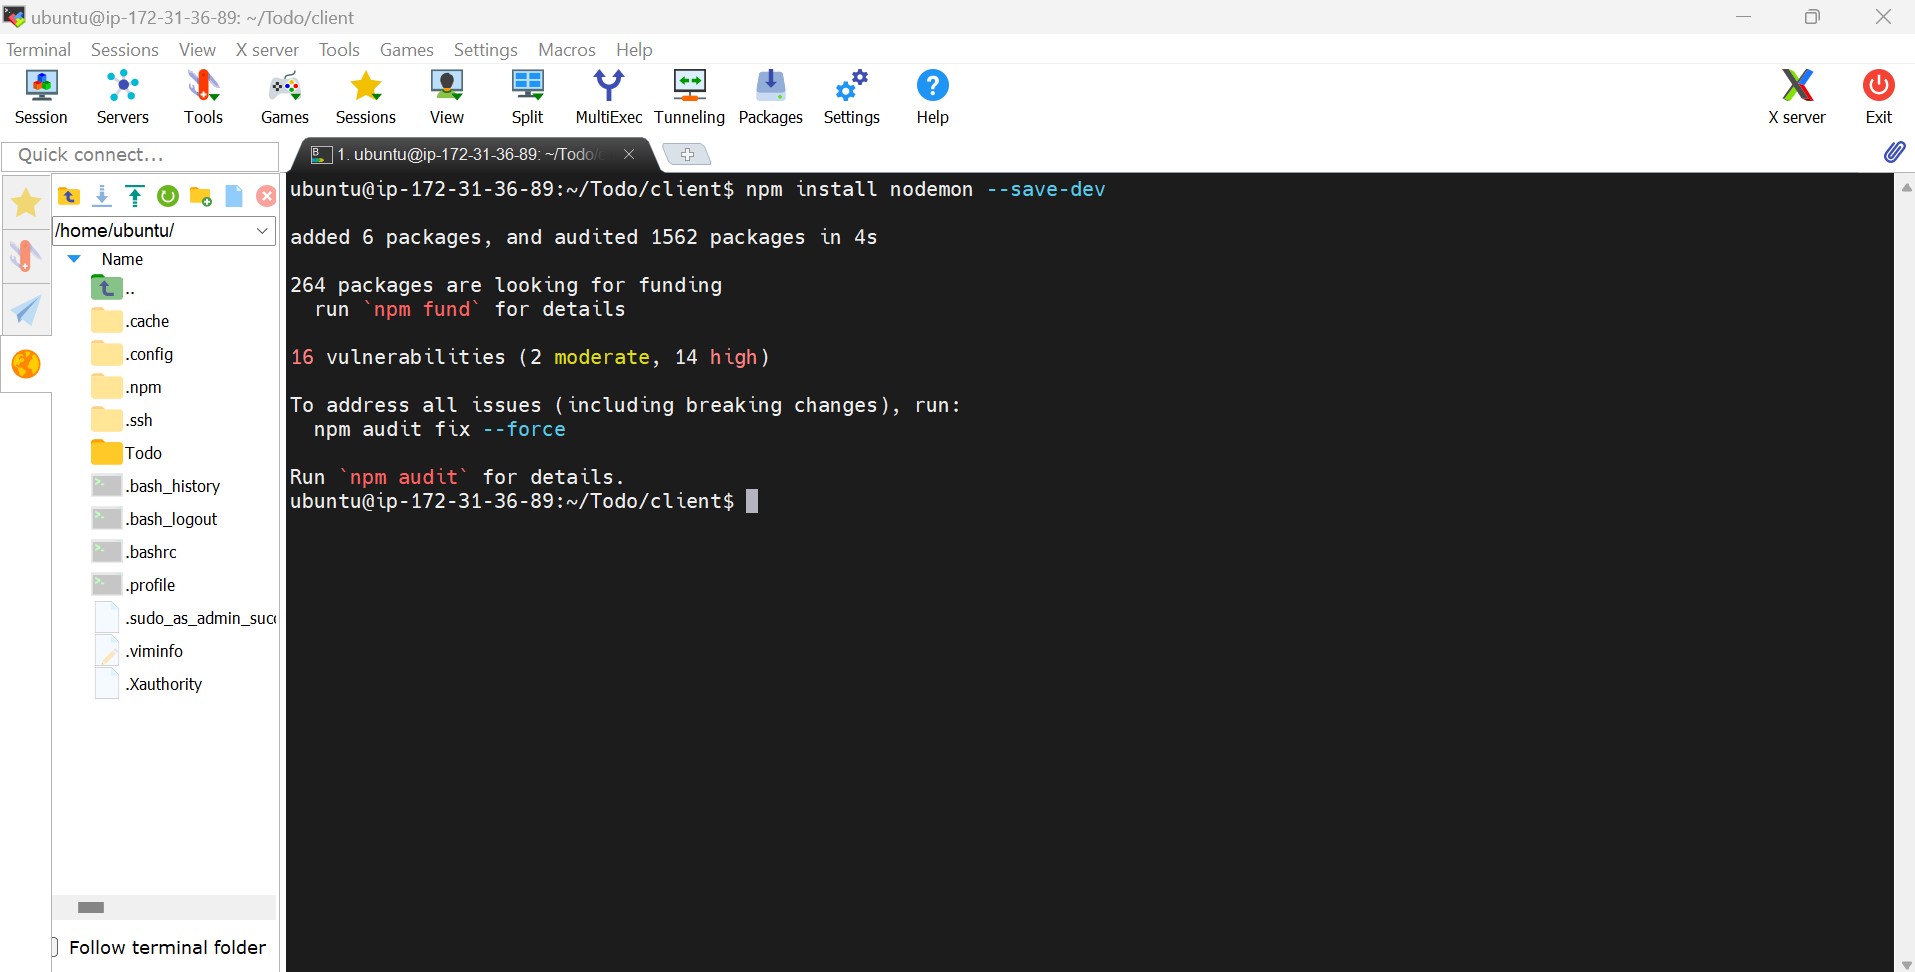 ubuntu@ip-172-31-36-89: ~/Todo/client
Terminal Sessions View X server Tools Games Settings Macros Help
Session Servers Tools Games Sessions View Split MultiExec Tunneling Packages Settings Help X server Exit
Quick connect...
1. ubuntu@ip-172-31-36-89: ~/Todo/
/home/ubuntu/
Name
..
.cache
.config
.npm
.ssh
Todo
.bash_history
.bash_logout
.bashrc
.profile
.sudo_as_admin_suc
.viminfo
.Xauthority
Follow terminal folder
ubuntu@ip-172-31-36-89:~/Todo/client$ npm install nodemon --save-dev
added 6 packages, and audited 1562 packages in 4s
264 packages are looking for funding
run `npm fund` for details
16 vulnerabilities (2 moderate, 14 high)
To address all issues (including breaking changes), run:
npm audit fix --force
Run `npm audit` for details.
ubuntu@ip-172-31-36-89:~/Todo/client$